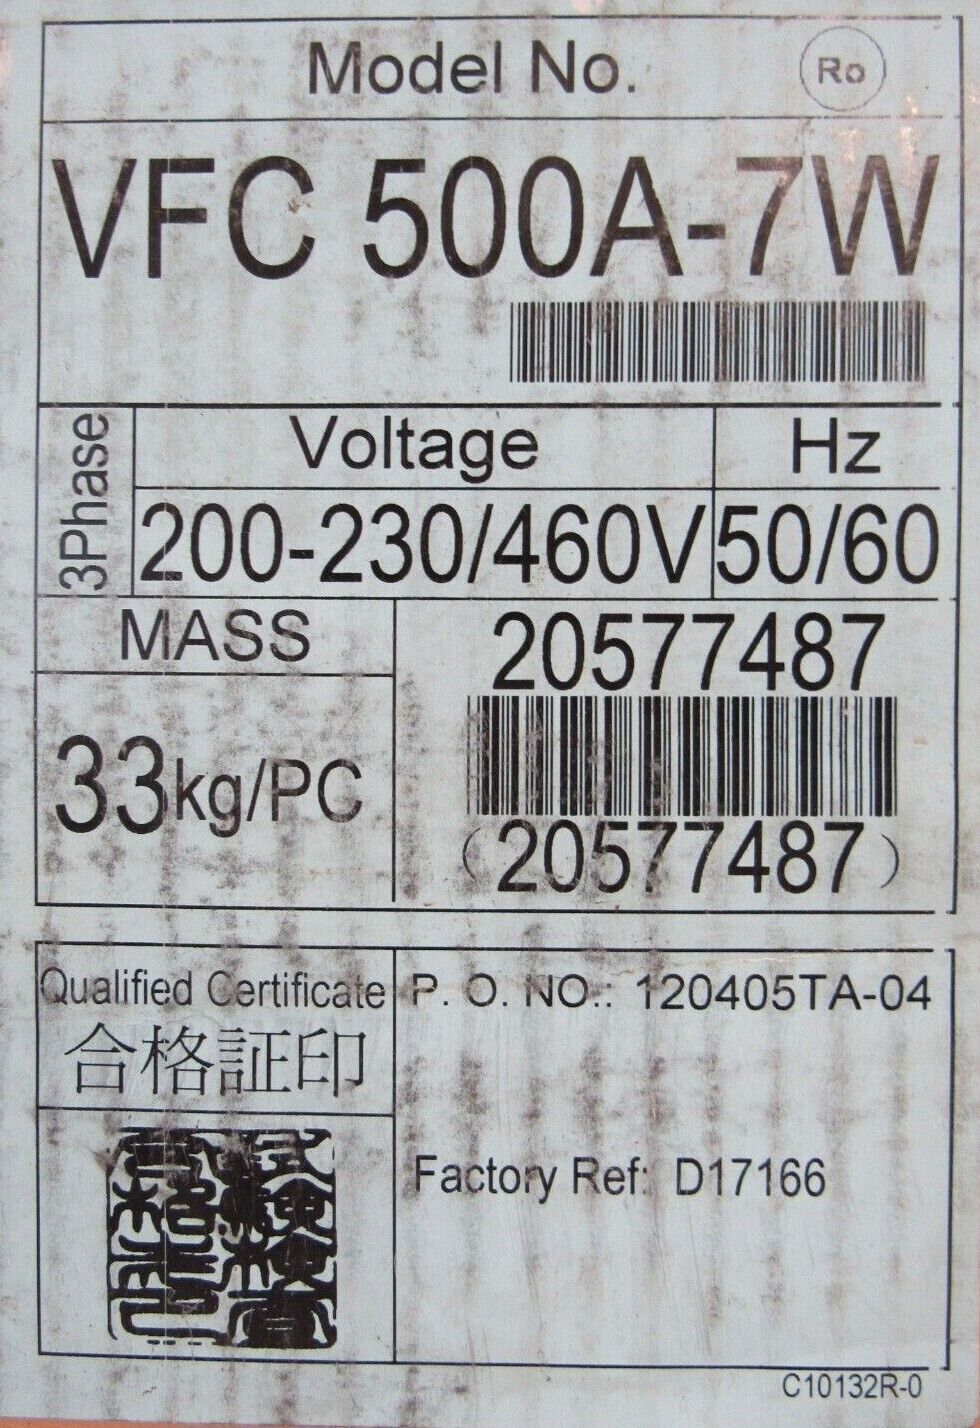 Model No.
Ro
VFC 500A-7W
3Phase
Voltage
Hz
200-230/460V
50/60
MASS
33kg/PC
20577487
(20577487)
Qualified Certificate
合格証印
P. O. NO.: 120405TA-04
Factory Ref: D17166
C10132R-0